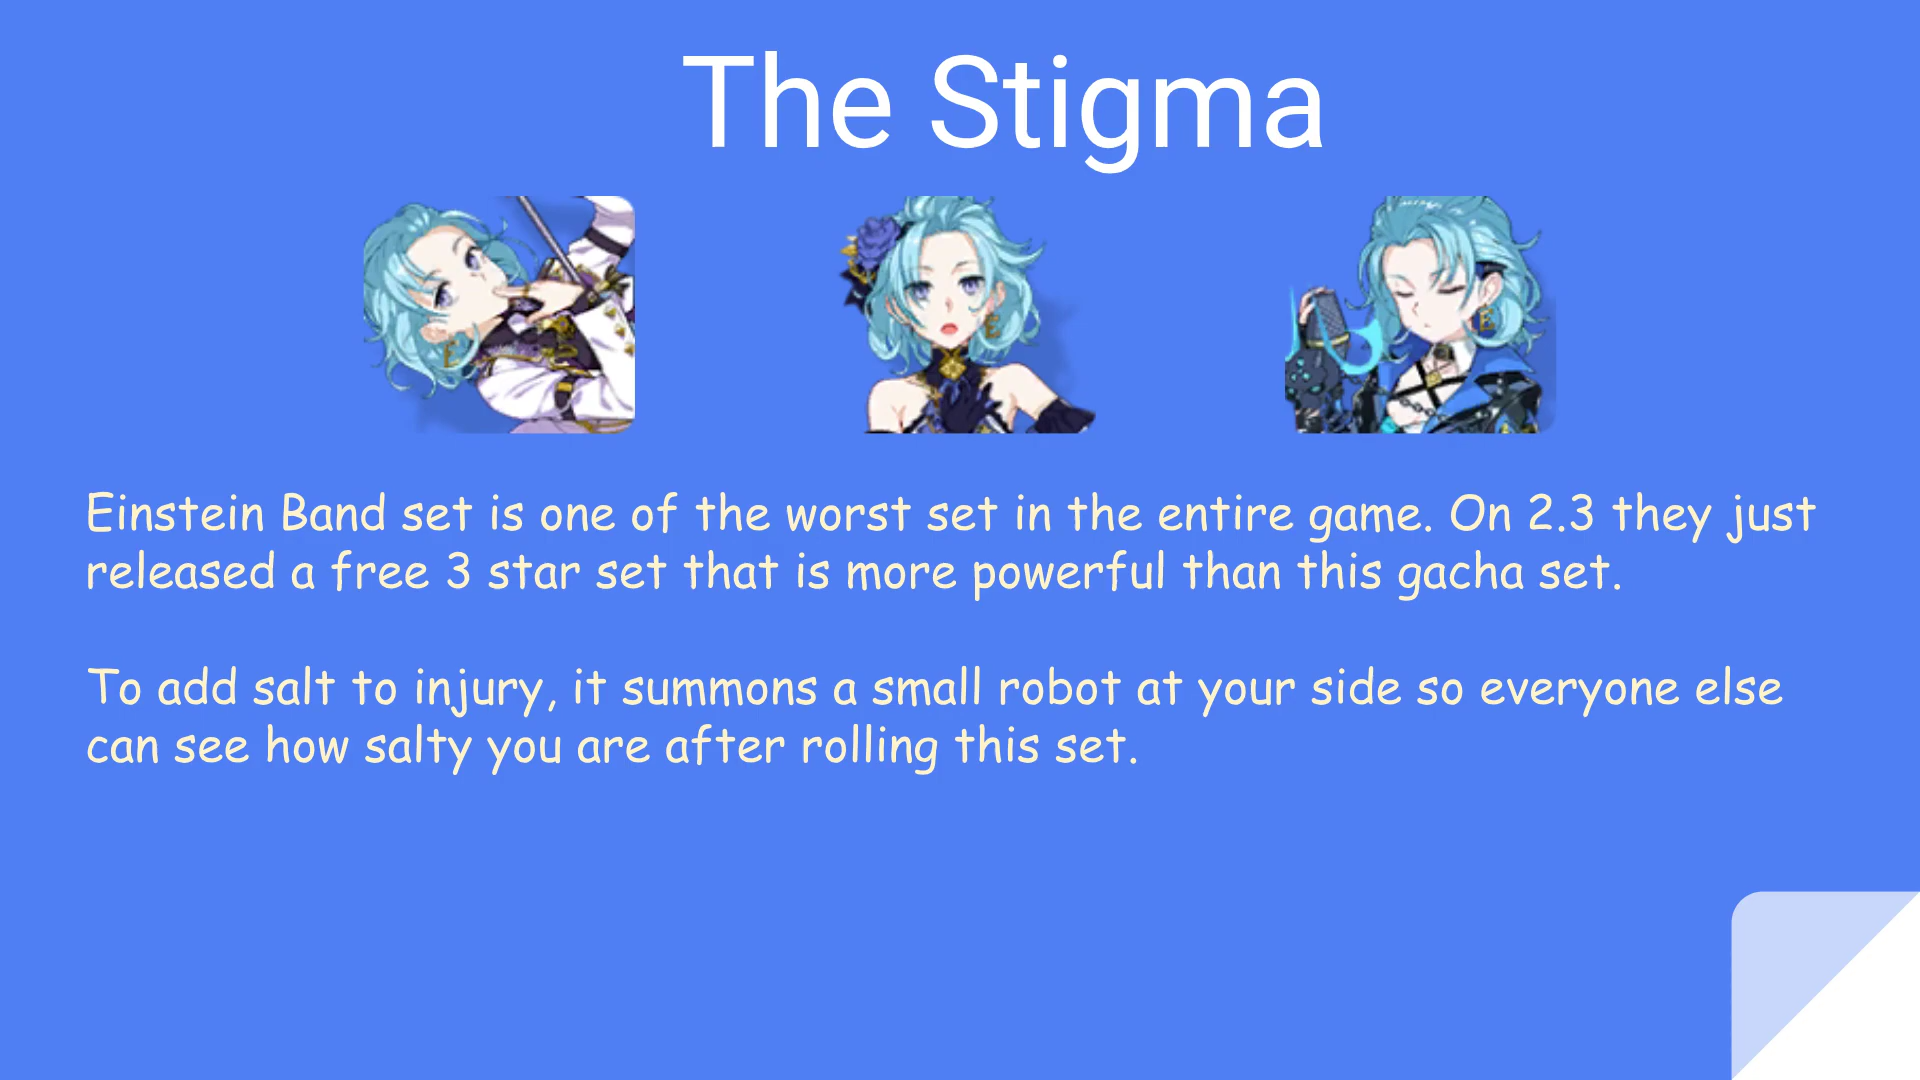 The Stigma
Einstein Band set is one of the worst set in the entire game. On 2.3 they just
released a free 3 star set that is more powerful than this gacha set.
To add salt to injury, it summons a small robot at your side so everyone else
can see how salty you are after rolling this set.